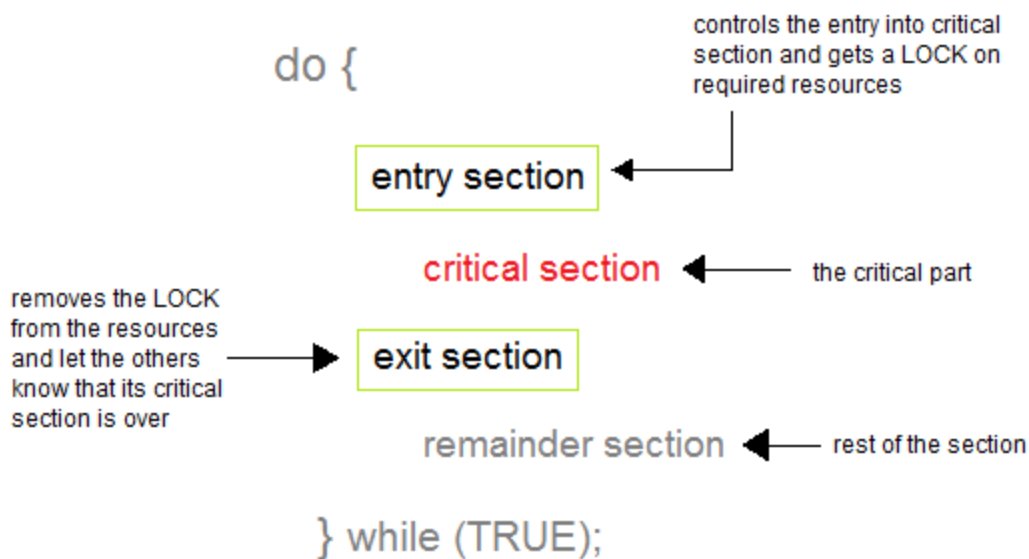 controls the entry into critical
section and gets a LOCK on
required resources
do {
entry section
critical section
the critical part
removes the LOCK
from the resources
and let the others
know that its critical
section is over
exit section
remainder section
rest of the section
} while (TRUE);